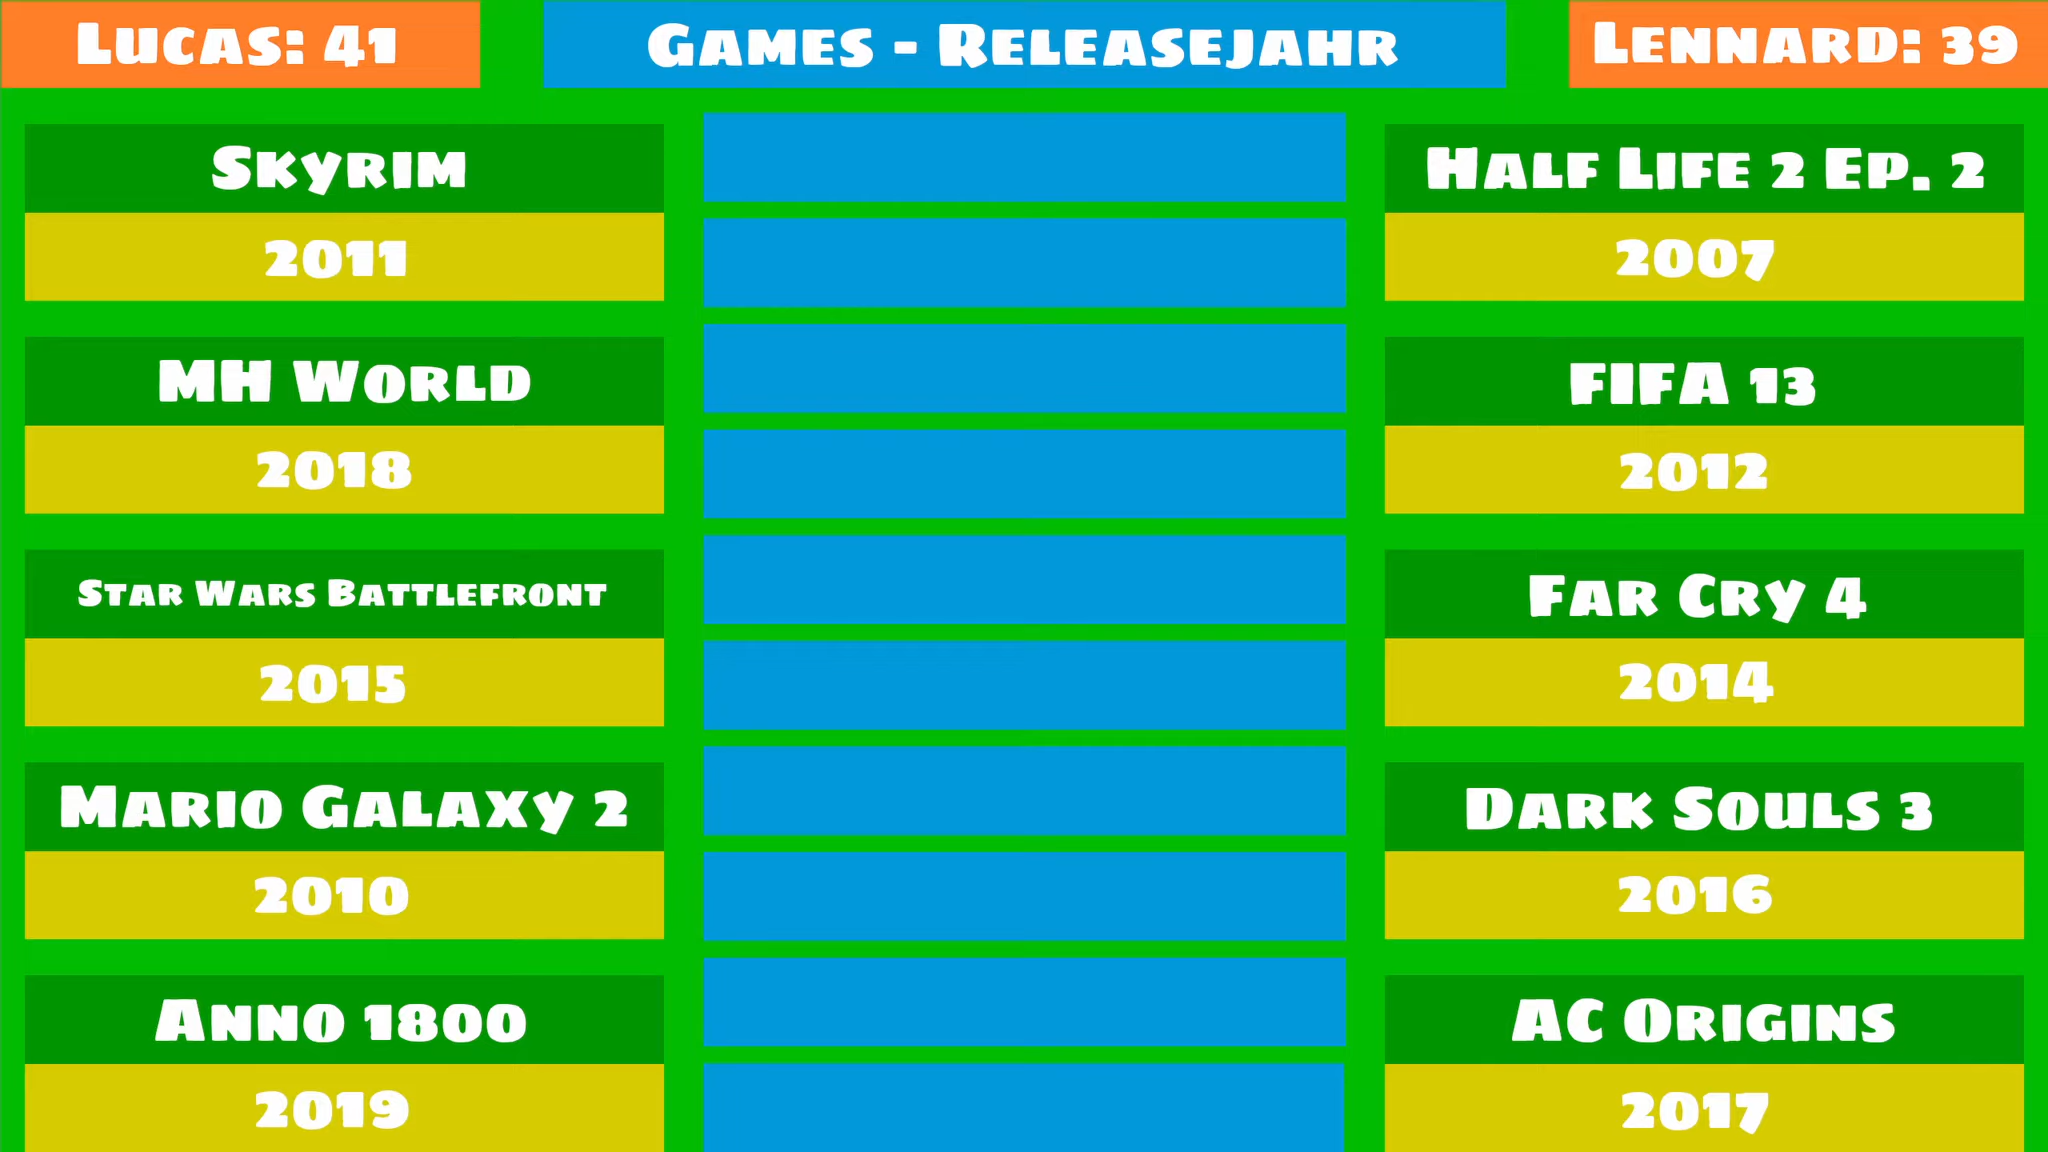 Lucas: 41
Games - Releasejahr
Lennard: 39
Skyrim
2011
MH World
2018
Star Wars Battlefront
2015
Mario Galaxy 2
2010
Anno 1800
2019
Half Life 2 Ep. 2
2007
FIFA 13
2012
Far Cry 4
2014
Dark Souls 3
2016
AC Origins
2017